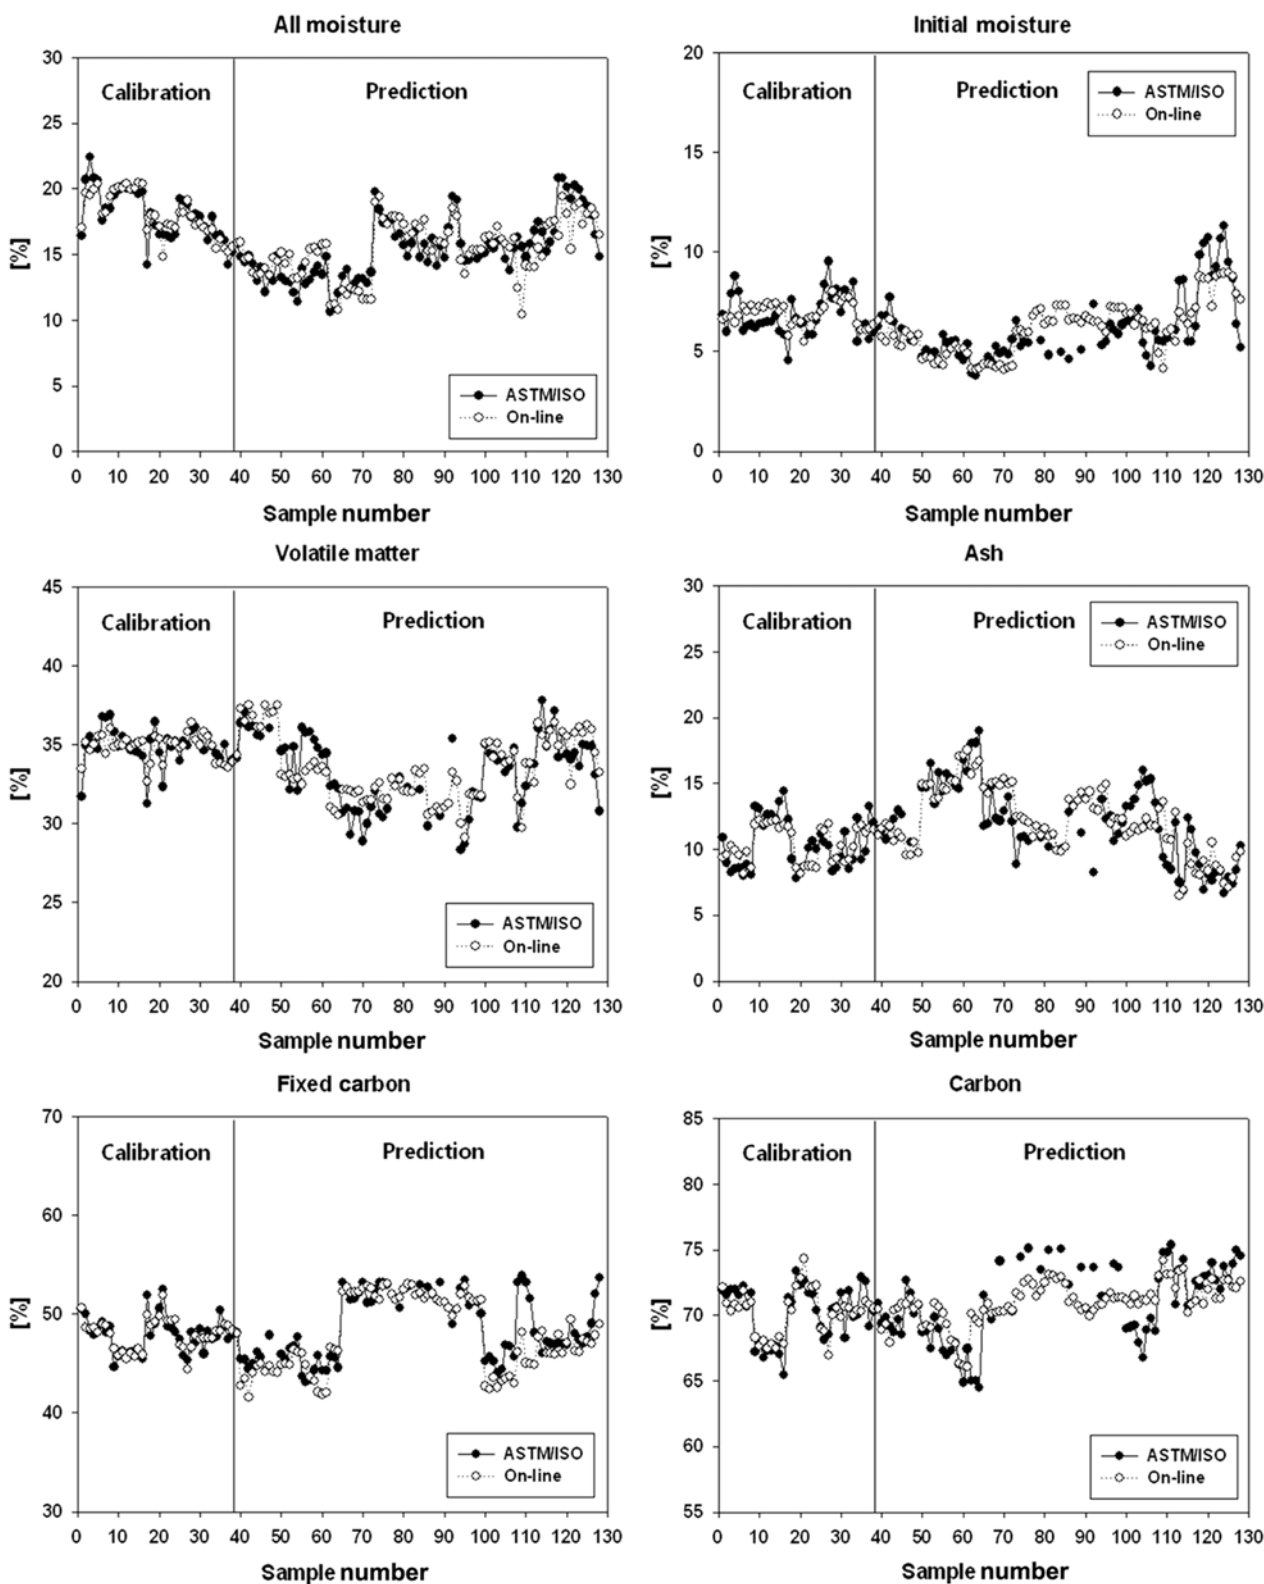 All moisture
30
25
20
15
10
5
0
[%]
Calibration
Prediction
ASTM/ISO
On-line
0 10 20 30 40 50 60 70 80 90 100 110 120 130
Sample number
Initial moisture
20
15
10
5
0
[%]
Calibration
Prediction
ASTM/ISO
On-line
0 10 20 30 40 50 60 70 80 90 100 110 120 130
Sample number
Volatile matter
45
40
35
30
25
20
[%]
Calibration
Prediction
ASTM/ISO
On-line
0 10 20 30 40 50 60 70 80 90 100 110 120 130
Sample number
Ash
30
25
20
15
10
5
0
[%]
Calibration
Prediction
ASTM/ISO
On-line
0 10 20 30 40 50 60 70 80 90 100 110 120 130
Sample number
Fixed carbon
70
60
50
40
30
[%]
Calibration
Prediction
ASTM/ISO
On-line
0 10 20 30 40 50 60 70 80 90 100 110 120 130
Sample number
Carbon
85
80
75
70
65
60
55
[%]
Calibration
Prediction
ASTM/ISO
On-line
0 10 20 30 40 50 60 70 80 90 100 110 120 130
Sample number